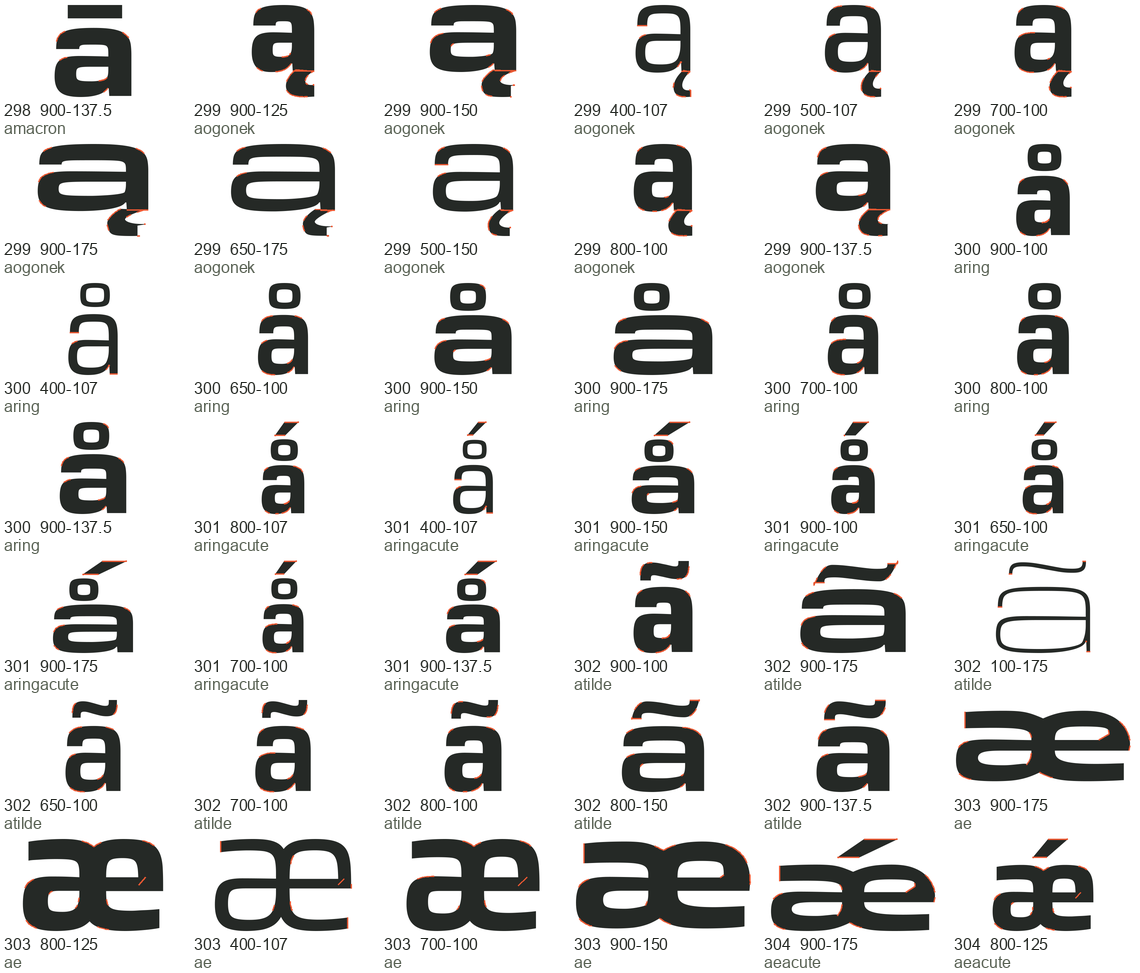 ā ą ą ą ą ą
298 900-137.5 299 900-125 299 900-150 299 400-107 299 500-107 299 700-100
amacron aogonek aogonek aogonek aogonek aogonek
ą ą ą ą ą å
299 900-175 299 650-175 299 500-150 299 800-100 299 900-137.5 300 900-100
aogonek aogonek aogonek aogonek aogonek aring
å å å å å å
300 400-107 300 650-100 300 900-150 300 900-175 300 700-100 300 800-100
aring aring aring aring aring aring
å ǻ ǻ ǻ ǻ ǻ
300 900-137.5 301 800-107 301 400-107 301 900-150 301 900-100 301 650-100
aring aringacute aringacute aringacute aringacute aringacute
ǻ ǻ ǻ ã ã ã
301 900-175 301 700-100 301 900-137.5 302 900-100 302 900-175 302 100-175
aringacute aringacute aringacute atilde atilde atilde
ã ã ã ã ã æ
302 650-100 302 700-100 302 800-100 302 800-150 302 900-137.5 303 900-175
atilde atilde atilde atilde atilde ae
æ æ æ æ ǽ ǽ
303 800-125 303 400-107 303 700-100 303 900-150 304 900-175 304 800-125
ae ae ae ae aeacute aeacute